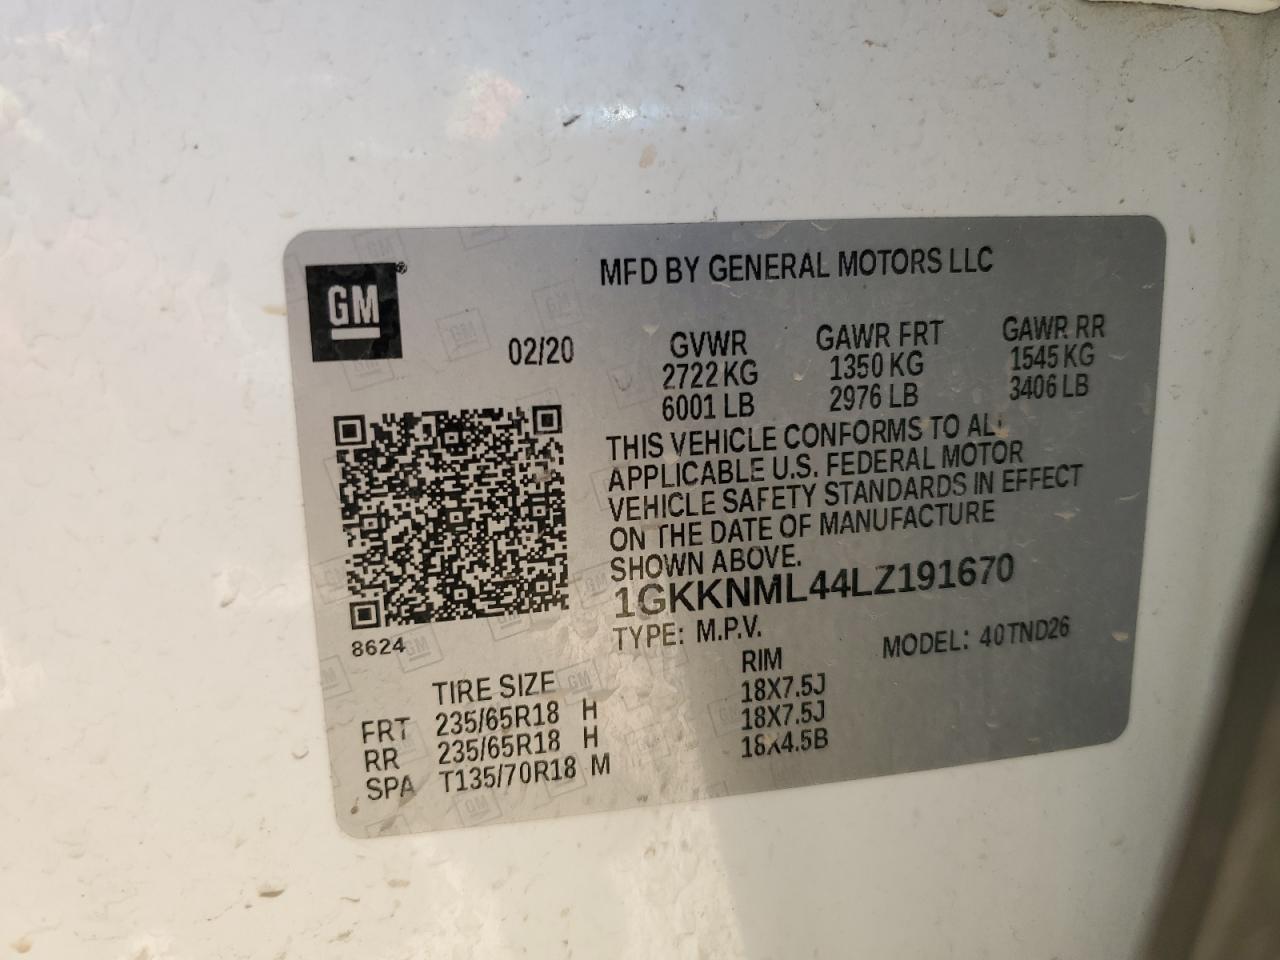 GM®
MFD BY GENERAL MOTORS LLC
02/20
GVWR GAWR FRT GAWR RR
2722 KG 1350 KG 1545 KG
6001 LB 2976 LB 3406 LB
THIS VEHICLE CONFORMS TO ALL
APPLICABLE U.S. FEDERAL MOTOR
VEHICLE SAFETY STANDARDS IN EFFECT
ON THE DATE OF MANUFACTURE
SHOWN ABOVE.
1GKKNML44LZ191670
8624
TYPE: M.P.V. MODEL: 40TND26
TIRE SIZE RIM
FRT 235/65R18 H 18X7.5J
RR 235/65R18 H 18X7.5J
SPA T135/70R18 M 18X4.5B